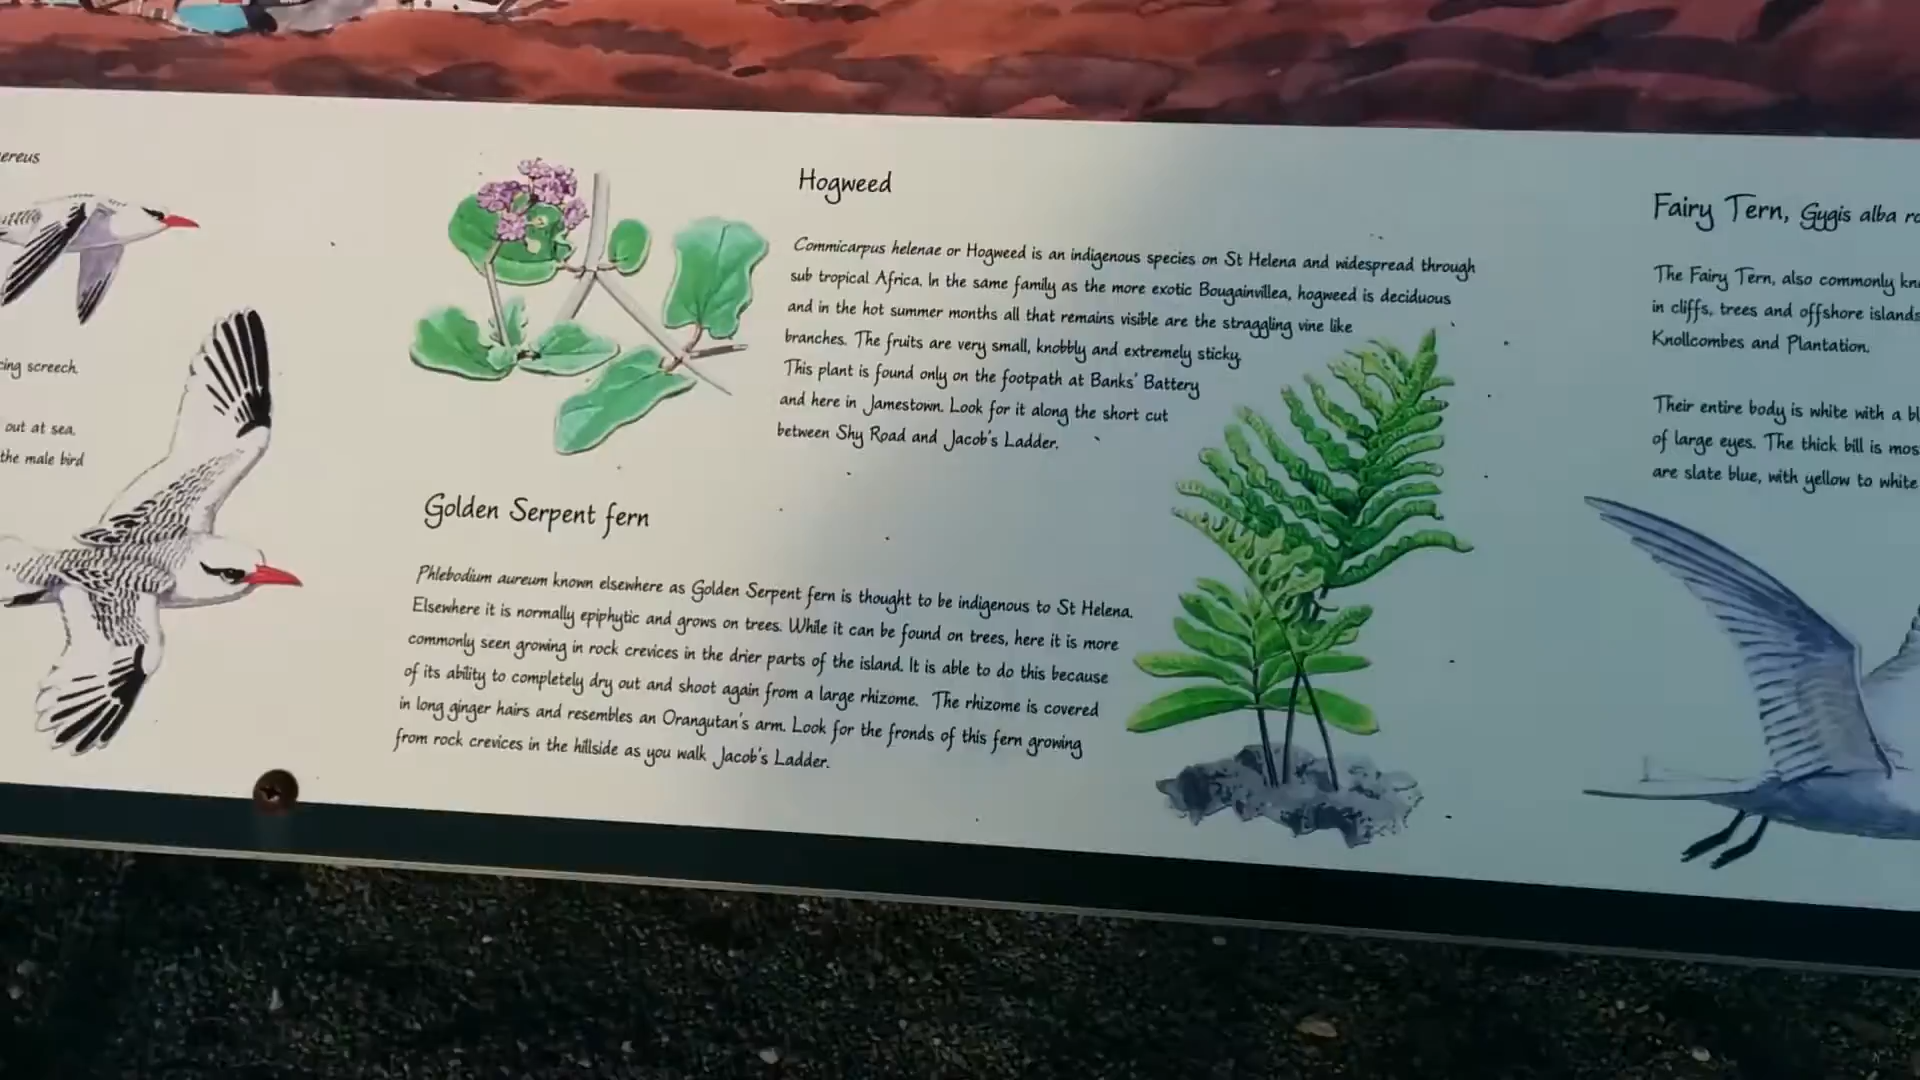 cing screech.
out at sea.
the male bird
Hogweed
Commicarpus helenae or Hogweed is an indigenous species on St Helena and widespread through
sub tropical Africa. In the same family as the more exotic Bougainvillea, hogweed is deciduous
and in the hot summer months all that remains visible are the straggling vine like
branches. The fruits are very small, knobbly and extremely sticky.
This plant is found only on the footpath at Banks' Battery
and here in Jamestown. Look for it along the short cut
between Shy Road and Jacob's Ladder.
Golden Serpent fern
Phlebodium aureum known elsewhere as Golden Serpent fern is thought to be indigenous to St Helena.
Elsewhere it is normally epiphytic and grows on trees. While it can be found on trees, here it is more
commonly seen growing in rock crevices in the drier parts of the island. It is able to do this because
of its ability to completely dry out and shoot again from a large rhizome. The rhizome is covered
in long ginger hairs and resembles an Orangutan's arm. Look for the fronds of this fern growing
from rock crevices in the hillside as you walk Jacob's Ladder.
Fairy Tern, Gygis alba
The Fairy Tern, also commonly
in cliffs, trees and offshore islands
Knollcombes and Plantation.
Their entire body is white with a
of large eyes. The thick bill is
are slate blue, with yellow to white